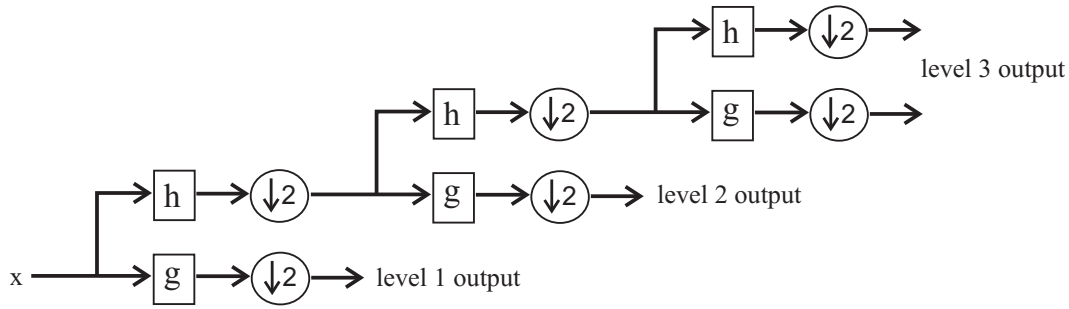 h ↓2
level 3 output
h ↓2 g ↓2
h ↓2 g ↓2 level 2 output
x g ↓2 level 1 output